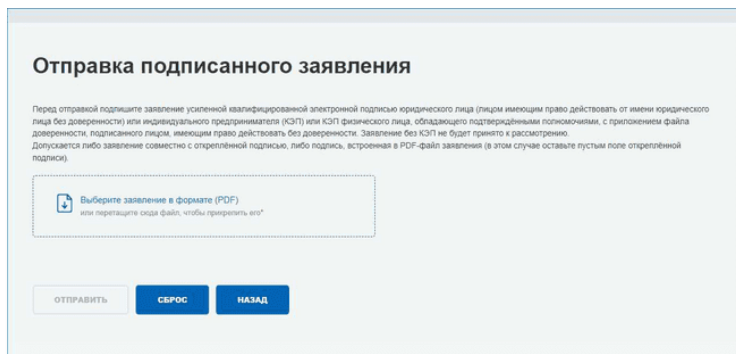 Отправка подписанного заявления
Перед отправкой подпишите заявление усиленной квалифицированной электронной подписью юридического лица (лицом имеющим право действовать от имени юридического
лица без доверенности) или индивидуального предпринимателя (КЭП) или КЭП физического лица, обладающего подтверждёнными полномочиями, с приложением файла
доверенности, подписанного лицом, имеющим право действовать без доверенности. Заявление без КЭП не будет принято к рассмотрению.
Допускается либо заявление совместно с откреплённой подписью, либо подпись, встроенная в PDF-файл заявления (в этом случае оставьте пустым поле откреплённой
подписи).
Выберите заявление в формате (PDF)
или перетащите сюда файл, чтобы прикрепить его*
ОТПРАВИТЬ СБРОС НАЗАД